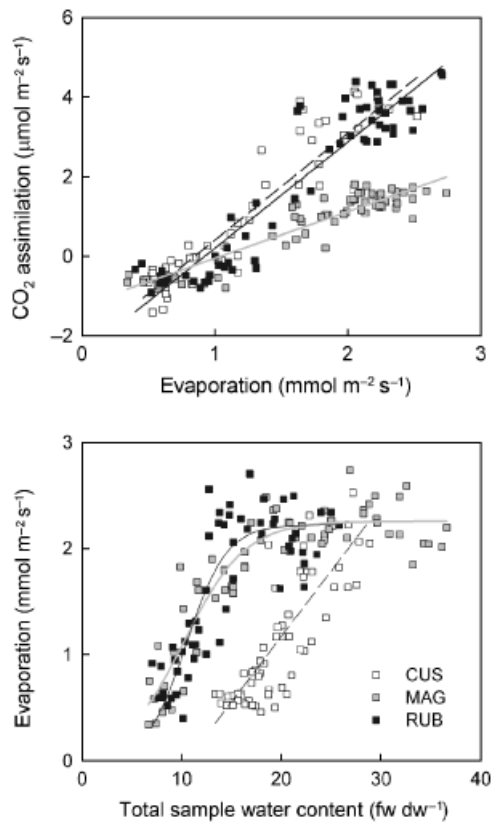 6
4
2
0
–2
CO₂ assimilation (μmol m⁻² s⁻¹)
0 1 2 3
Evaporation (mmol m⁻² s⁻¹)
3
2
1
0
Evaporation (mmol m⁻² s⁻¹)
CUS
MAG
RUB
0 10 20 30 40
Total sample water content (fw dw⁻¹)